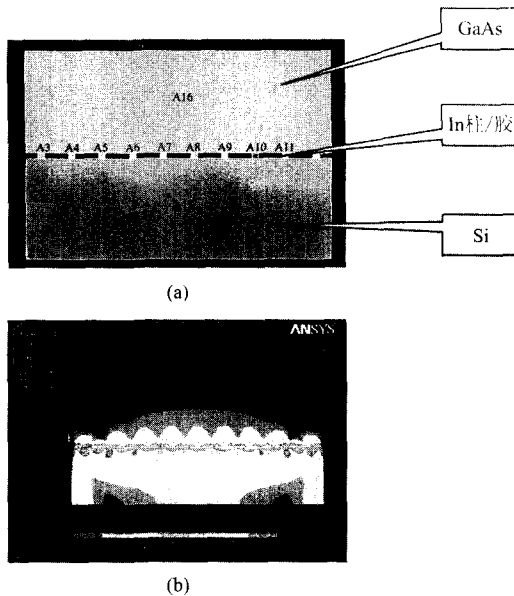 GaAs
A16
In柱/胶
A3 A4 A5 A6 A7 A8 A9 A10 A11
Si
(a)
ANSYS
(b)